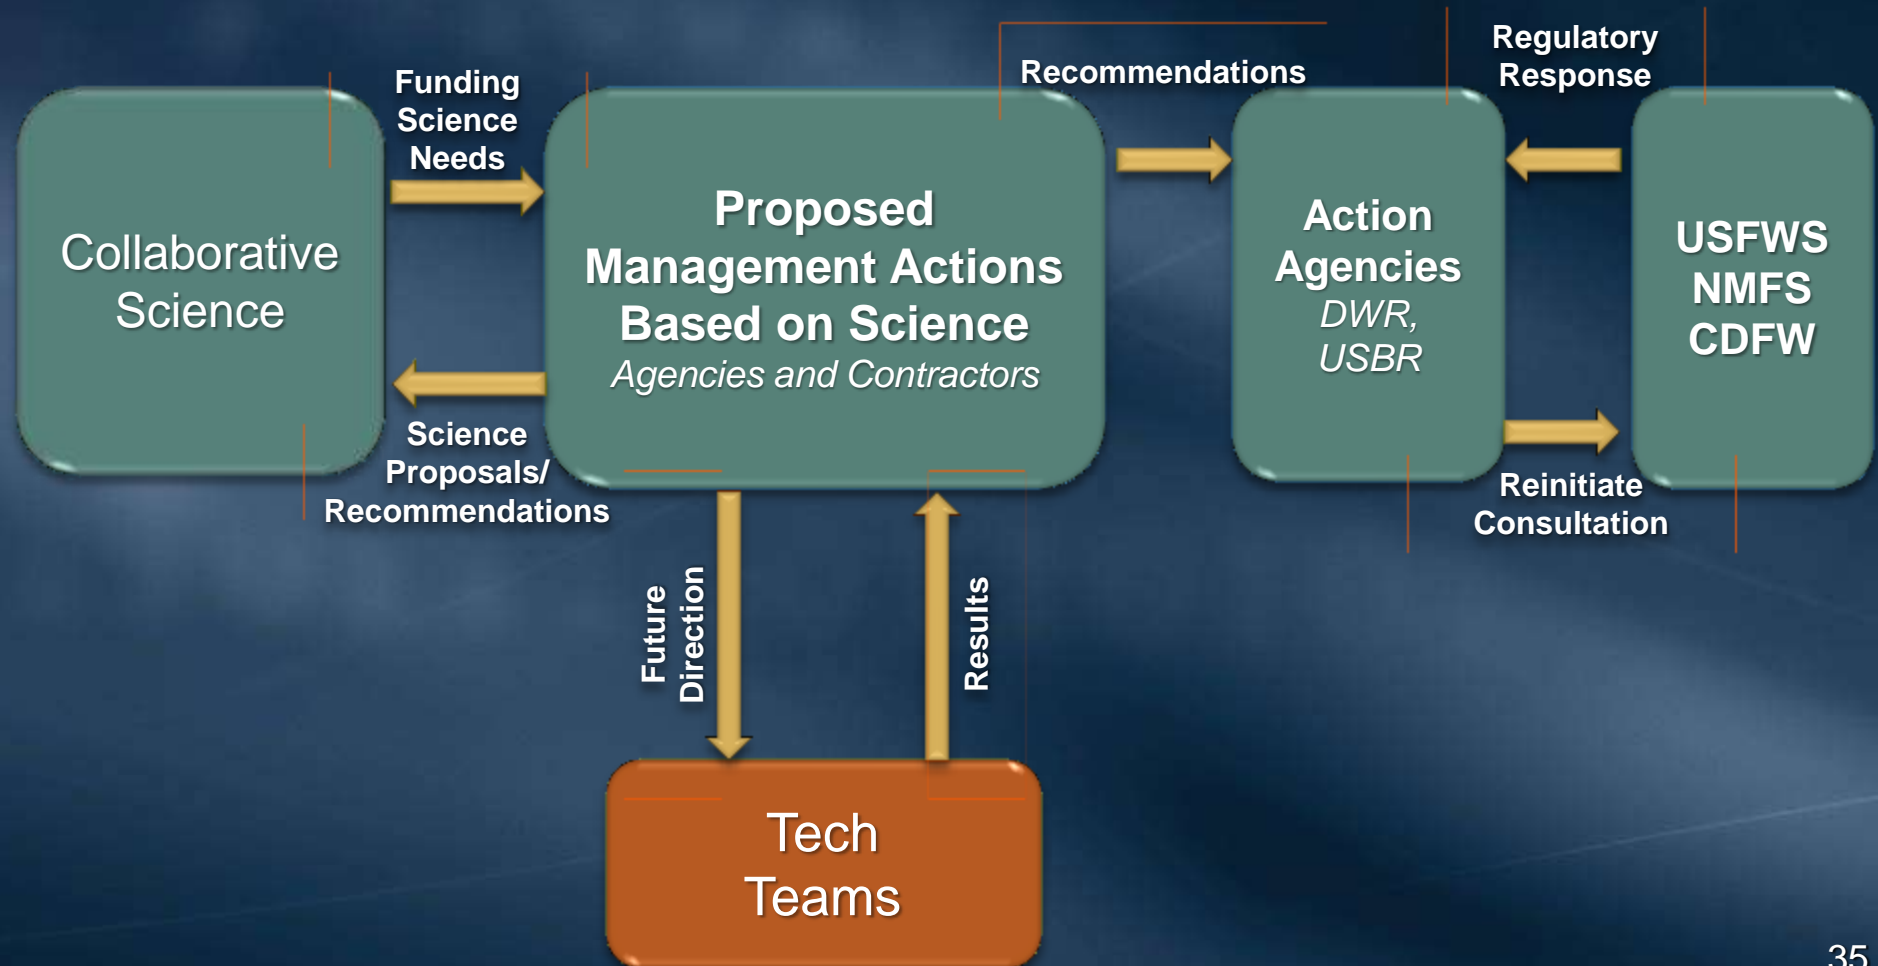 Collaborative
Science
Funding
Science
Needs
Science
Proposals/
Recommendations
Proposed
Management Actions
Based on Science
Agencies and Contractors
Recommendations
Action
Agencies
DWR,
USBR
Regulatory
Response
Reinitiate
Consultation
USFWS
NMFS
CDFW
Future
Direction
Results
Tech
Teams
35